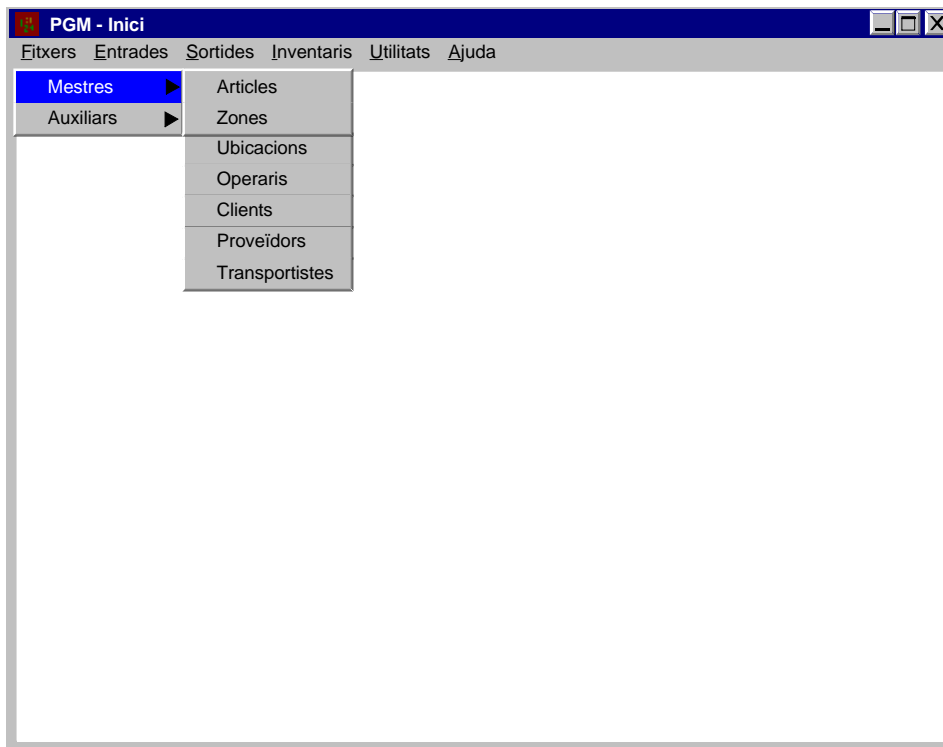 PGM - Inici
Fitxers Entrades Sortides Inventaris Utilitats Ajuda
Mestres
Auxiliars
Articles
Zones
Ubicacions
Operaris
Clients
Proveïdors
Transportistes